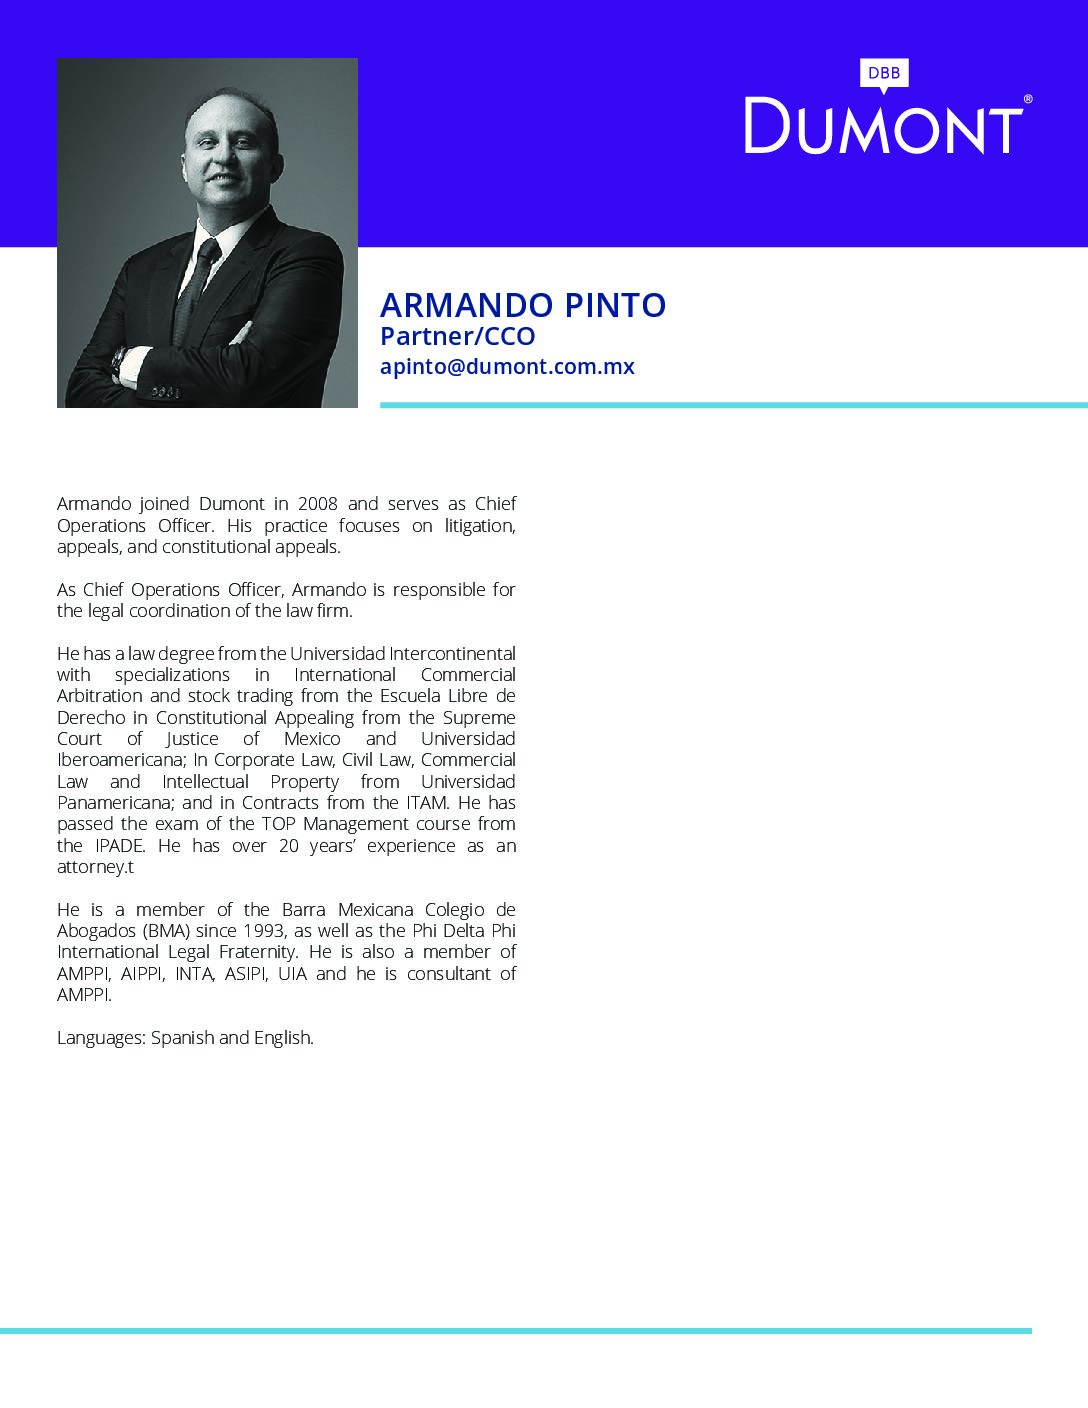 DBB
DUMONT®
ARMANDO PINTO
Partner/CCO
apinto@dumont.com.mx
Armando joined Dumont in 2008 and serves as Chief
Operations Officer. His practice focuses on litigation,
appeals, and constitutional appeals.
As Chief Operations Officer, Armando is responsible for
the legal coordination of the law firm.
He has a law degree from the Universidad Intercontinental
with specializations in International Commercial
Arbitration and stock trading from the Escuela Libre de
Derecho in Constitutional Appealing from the Supreme
Court of Justice of Mexico and Universidad
Iberoamericana; In Corporate Law, Civil Law, Commercial
Law and Intellectual Property from Universidad
Panamericana; and in Contracts from the ITAM. He has
passed the exam of the TOP Management course from
the IPADE. He has over 20 years’ experience as an
attorney.t
He is a member of the Barra Mexicana Colegio de
Abogados (BMA) since 1993, as well as the Phi Delta Phi
International Legal Fraternity. He is also a member of
AMPPI, AIPPI, INTA, ASIPI, UIA and he is consultant of
AMPPI.
Languages: Spanish and English.